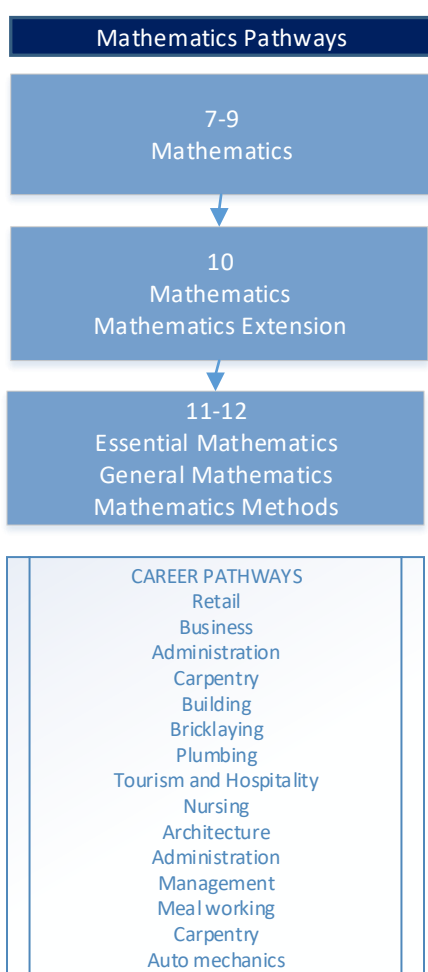 Mathematics Pathways
7-9
Mathematics
10
Mathematics
Mathematics Extension
11-12
Essential Mathematics
General Mathematics
Mathematics Methods
CAREER PATHWAYS
Retail
Business
Administration
Carpentry
Building
Bricklaying
Plumbing
Tourism and Hospitality
Nursing
Architecture
Administration
Management
Meal working
Carpentry
Auto mechanics